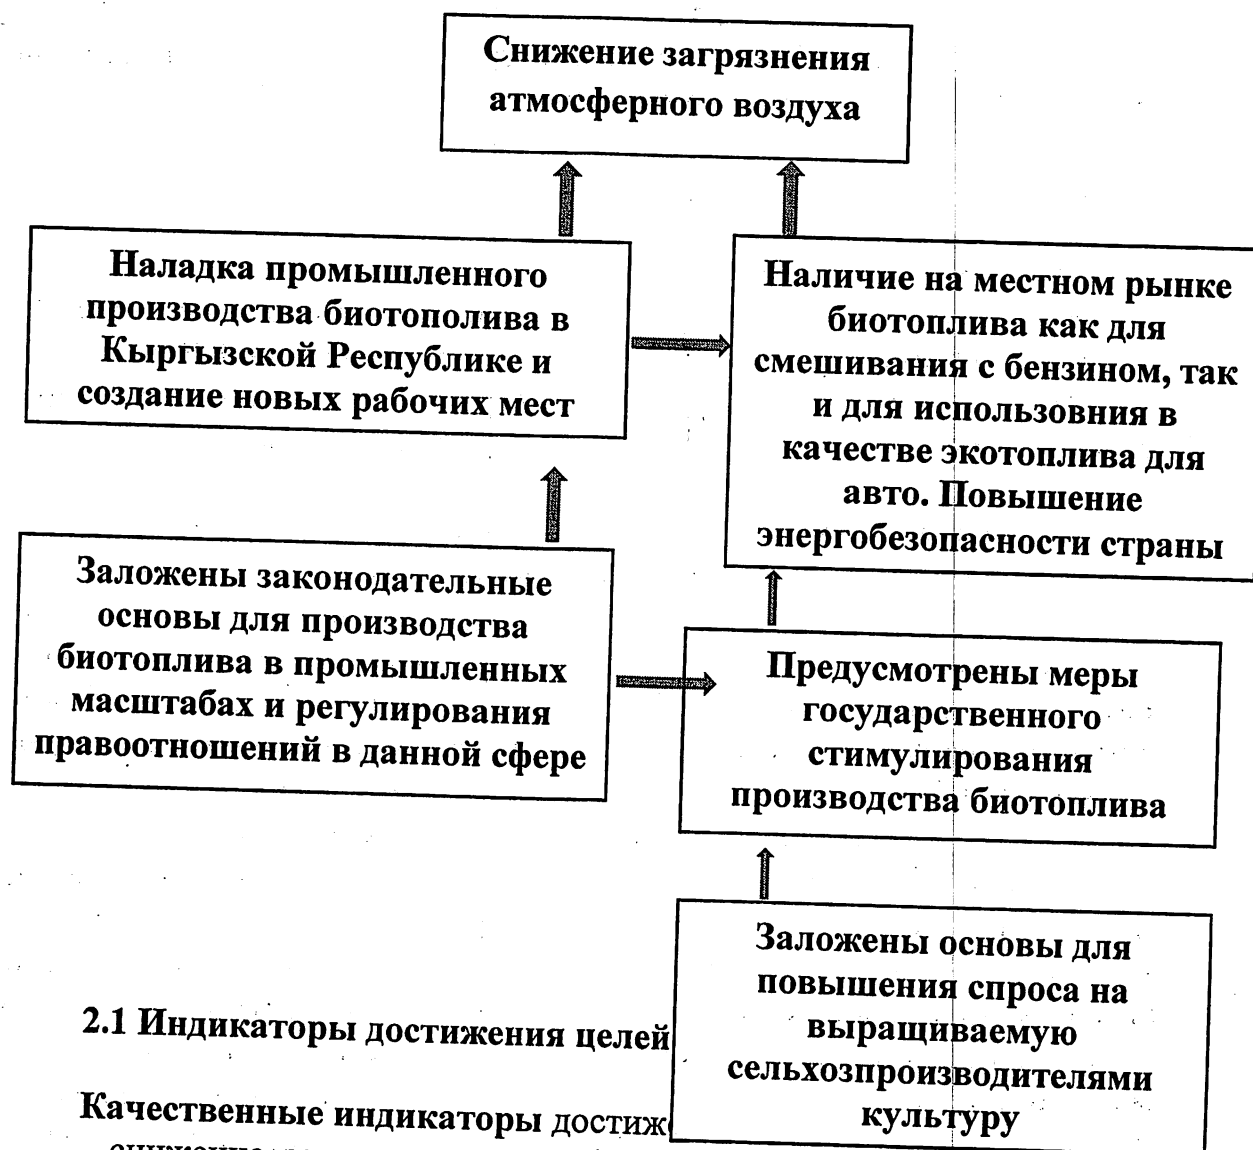 Снижение загрязнения
атмосферного воздуха
Наладка промышленного
производства биотополива в
Кыргызской Республике и
создание новых рабочих мест
Наличие на местном рынке
биотоплива как для
смешивания с бензином, так
и для использовния в
качестве экотоплива для
авто. Повышение
энергобезопасности страны
Заложены законодательные
основы для производства
биотоплива в промышленных
масштабах и регулирования
правоотношений в данной сфере
Предусмотрены меры
государственного
стимулирования
производства биотоплива
Заложены основы для
повышения спроса на
выращиваемую
сельхозпроизводителями
культуру
2.1 Индикаторы достижения целей
Качественные индикаторы достиж